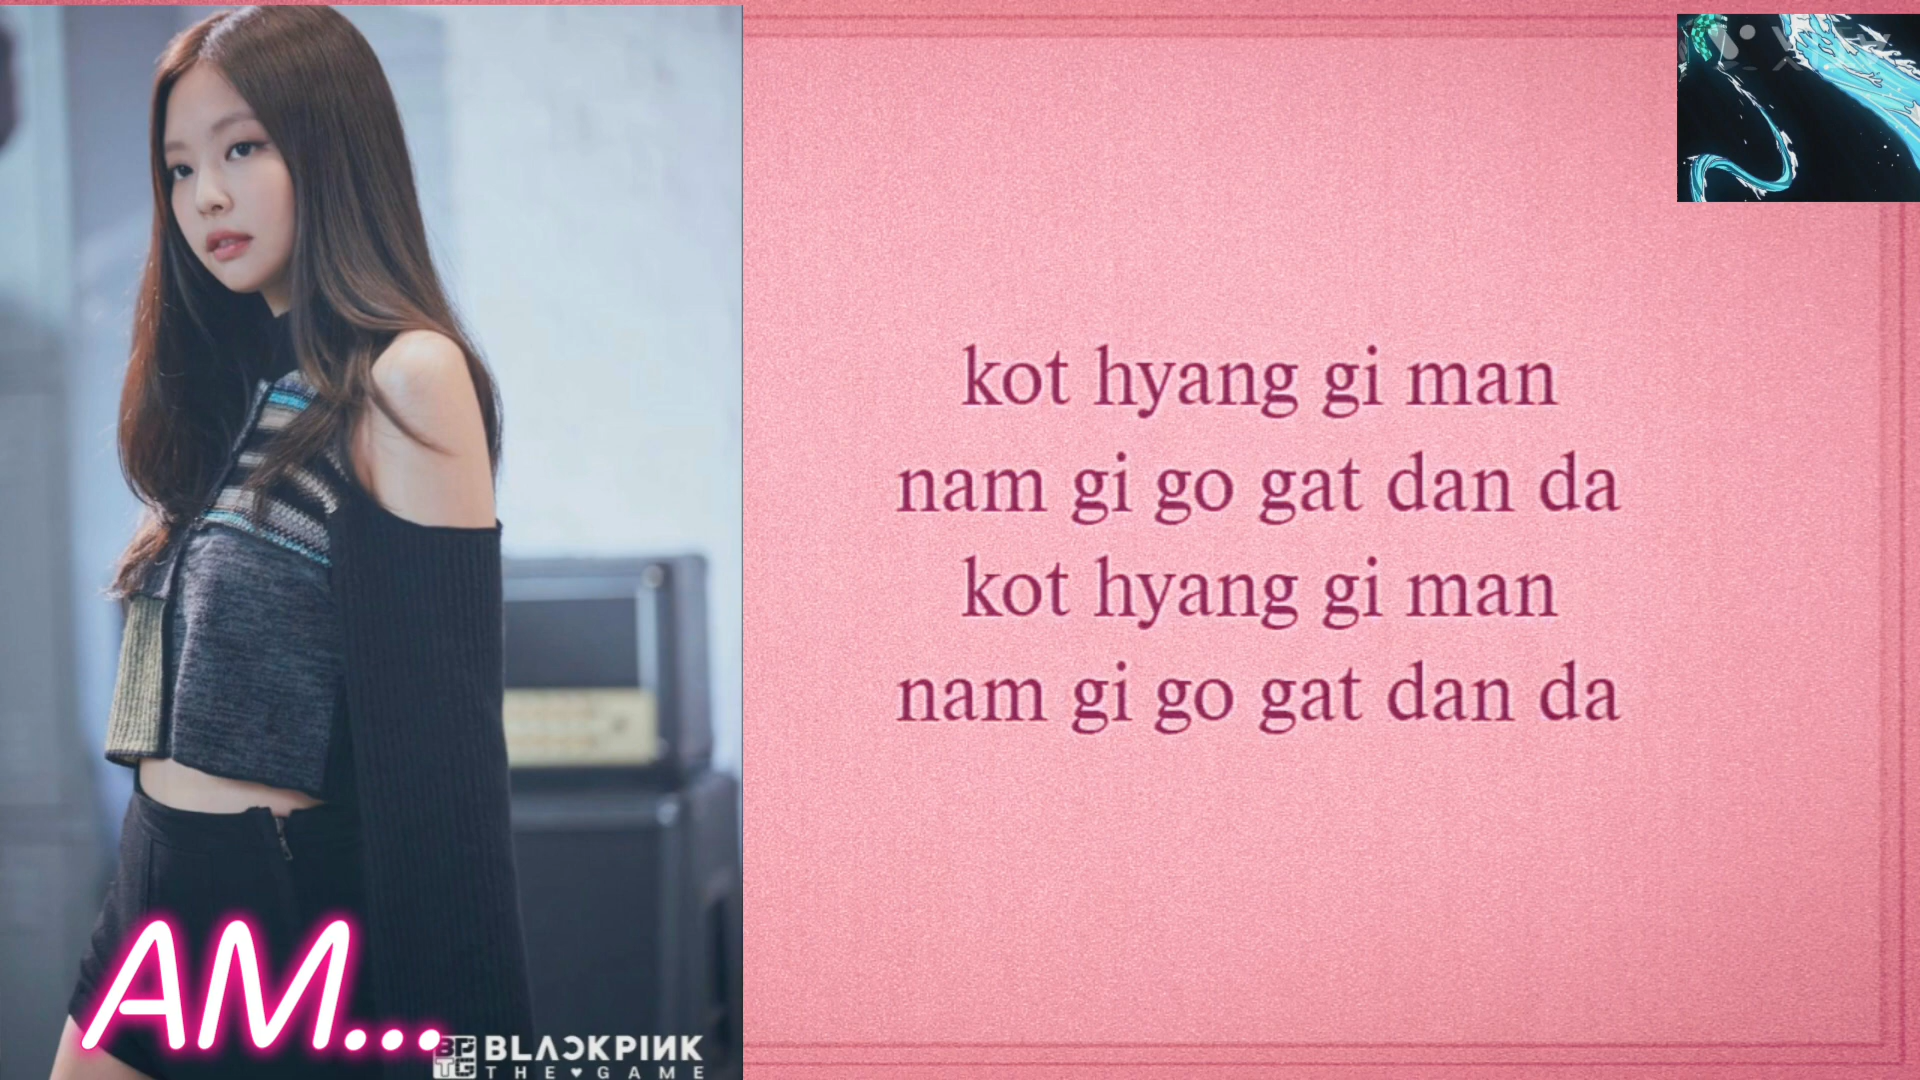 kot hyang gi man
nam gi go gat dan da
kot hyang gi man
nam gi go gat dan da
AM...
BPTG BLACKPINK
THE♥GAME